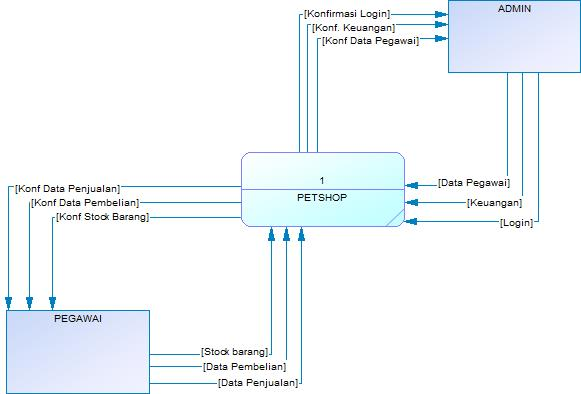 ADMIN
[Konfirmasi Login]
[Konf. Keuangan]
[Konf Data Pegawai]
1
PETSHOP
[Data Pegawai]
[Keuangan]
[Login]
[Konf Data Penjualan]
[Konf Data Pembelian]
[Konf Stock Barang]
PEGAWAI
[Stock barang]
[Data Pembelian]
[Data Penjualan]